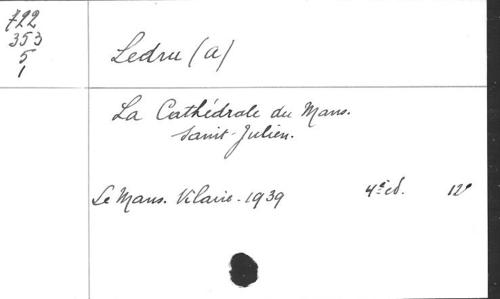 722
353
5
1
Ledru (A)
La Cathédrale du Mans.
Saint-Julien.
Le Mans. Vilaire - 1939 4e éd. 12°